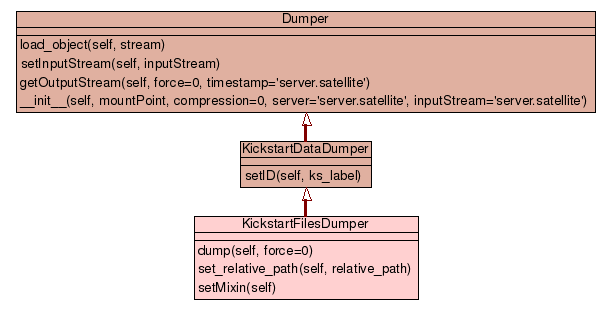 Dumper
load_object(self, stream)
setInputStream(self, inputStream)
getOutputStream(self, force=0, timestamp='server.satellite')
__init__(self, mountPoint, compression=0, server='server.satellite', inputStream='server.satellite')
KickstartDataDumper
setID(self, ks_label)
KickstartFilesDumper
dump(self, force=0)
set_relative_path(self, relative_path)
setMixin(self)